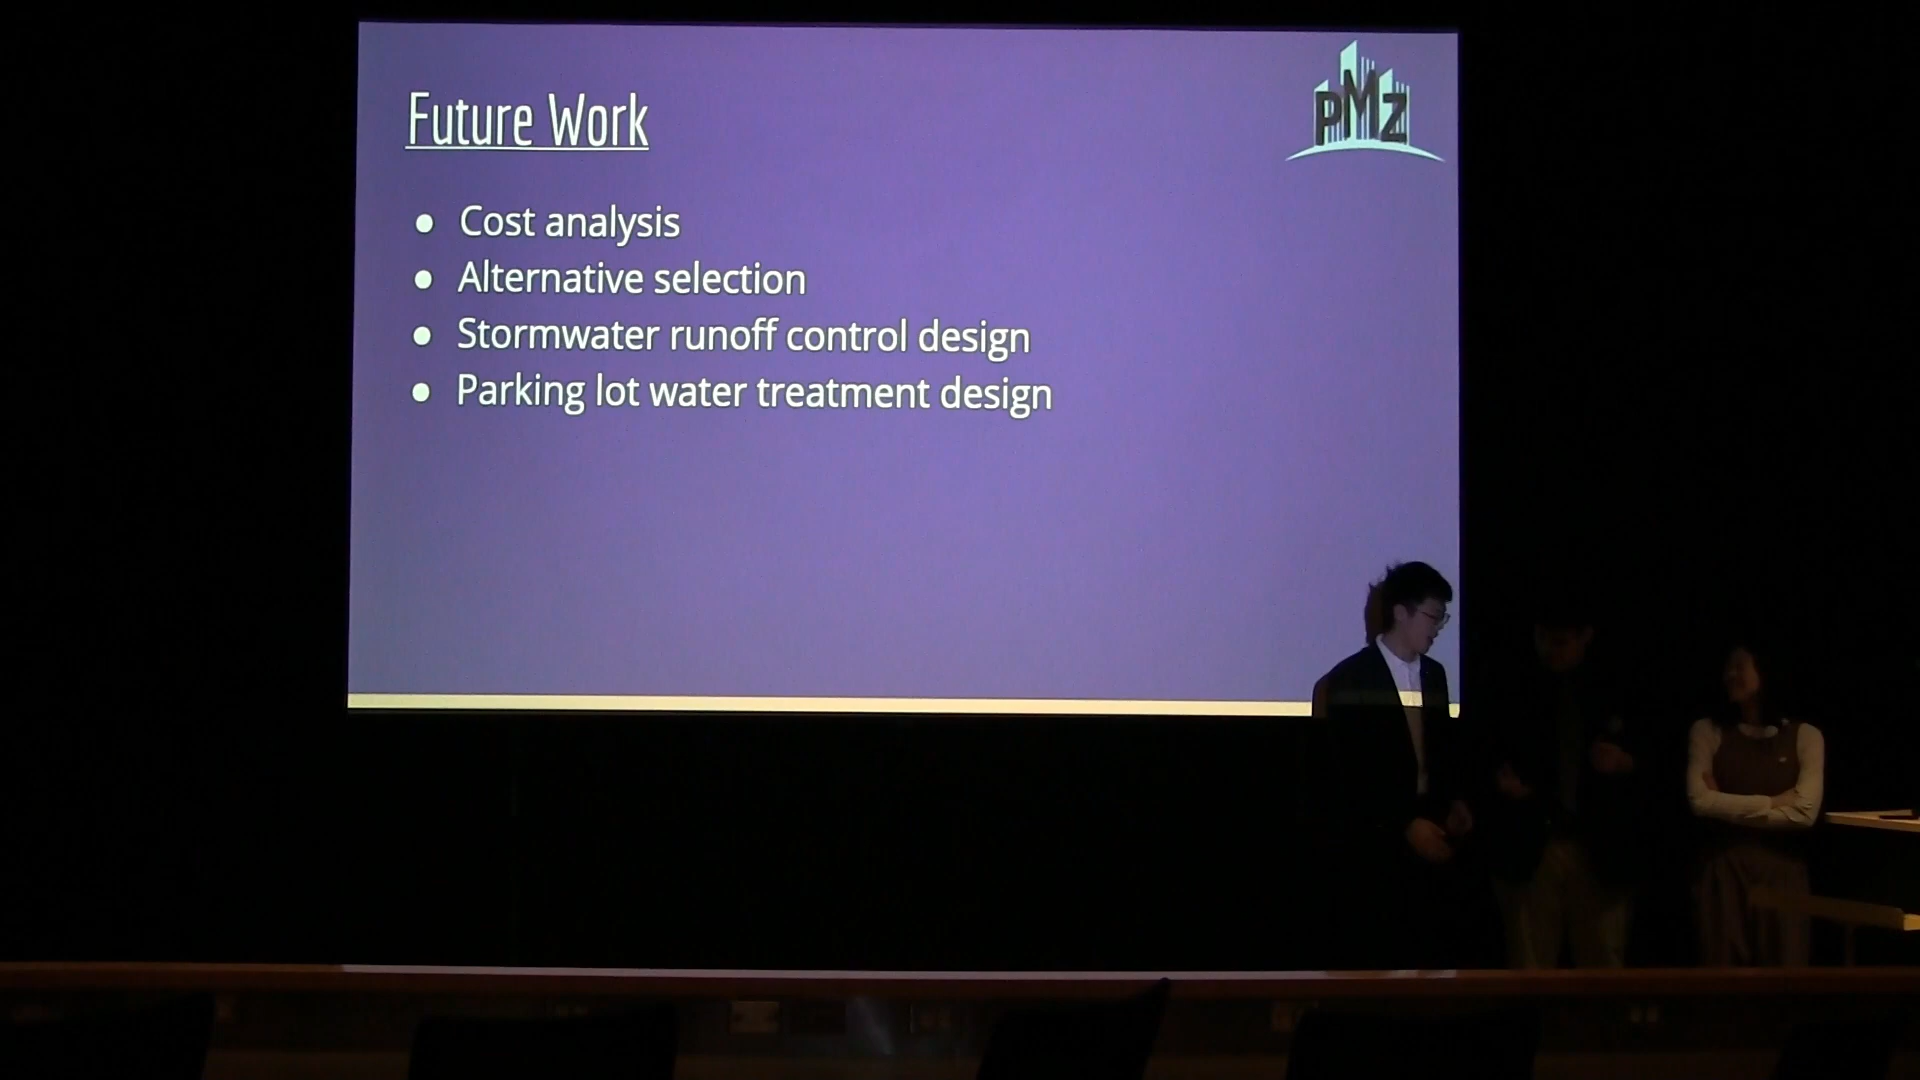 Future Work
PMZ
● Cost analysis
● Alternative selection
● Stormwater runoff control design
● Parking lot water treatment design